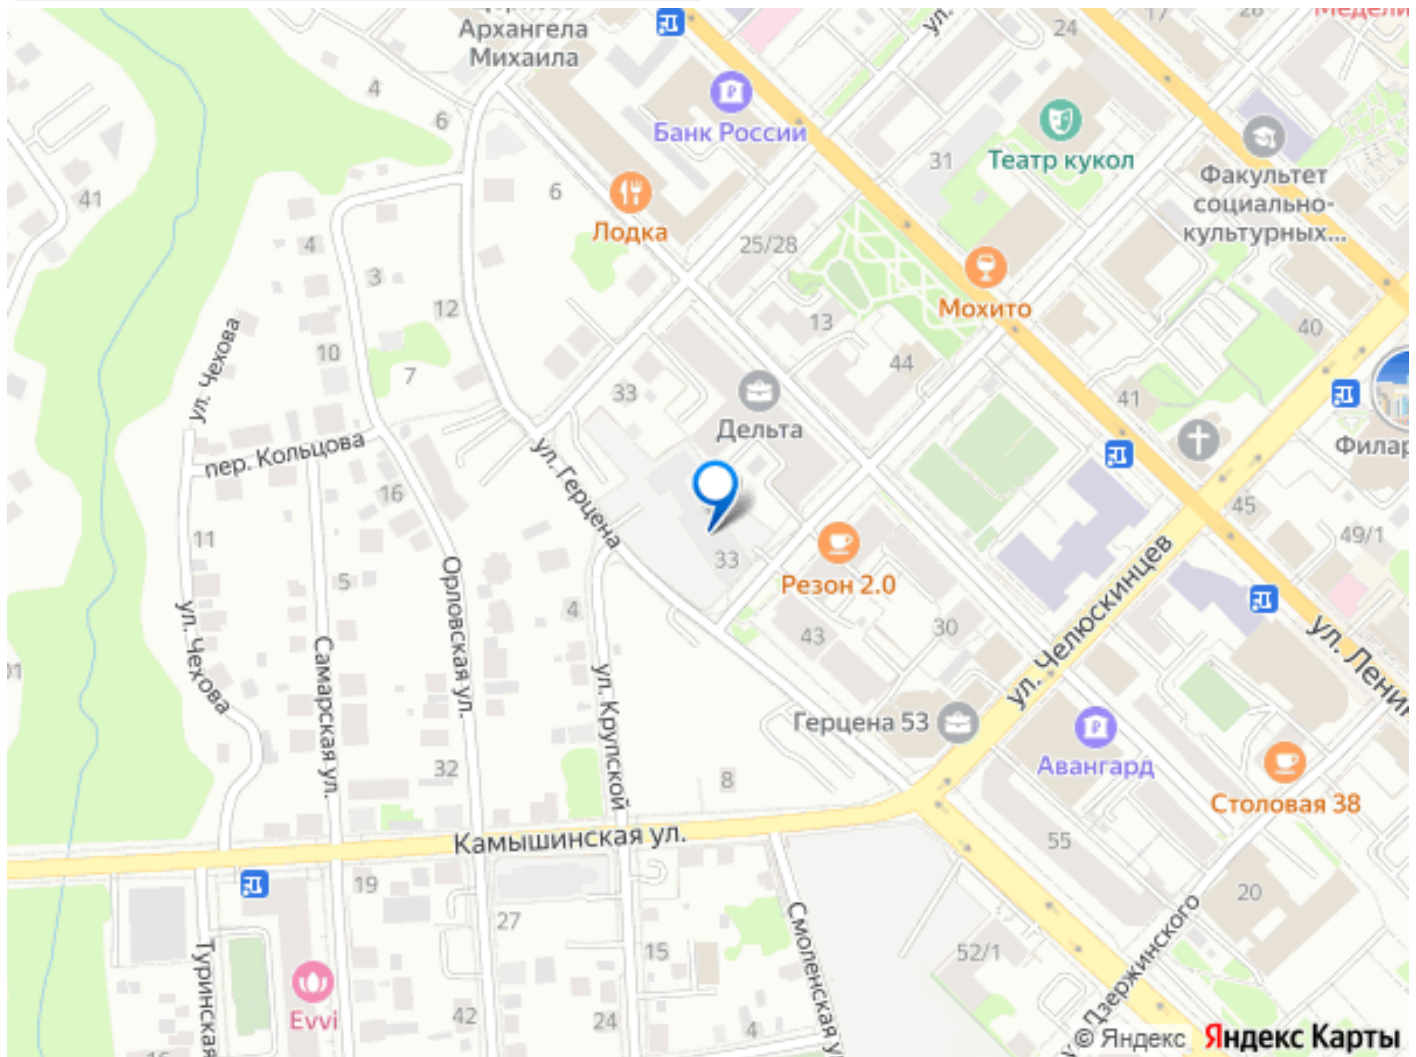 Архангела
Михаила
ул.
24
17
28
Медели
4
6
Банк России
31
Театр кукол
Факультет
социально-
культурных...
41
6
Лодка
25/28
4
3
12
Мохито
13
40
ул. Чехова
10
7
44
33
41
Дельта
Филар
пер. Кольцова
ул. Герцена
16
45
49/1
11
33
Резон 2.0
ул. Челюскинцев
5
Орловская ул.
4
43
30
ул. Чехова
Самарская ул.
ул. Крупской
ул. Ленин
Герцена 53
32
8
Авангард
Столовая 38
Камышинская ул.
55
19
20
27
Смоленская у
Туринская
15
52/1
Дзержинского
Evvi
42
24
4
© Яндекс Яндекс Карты